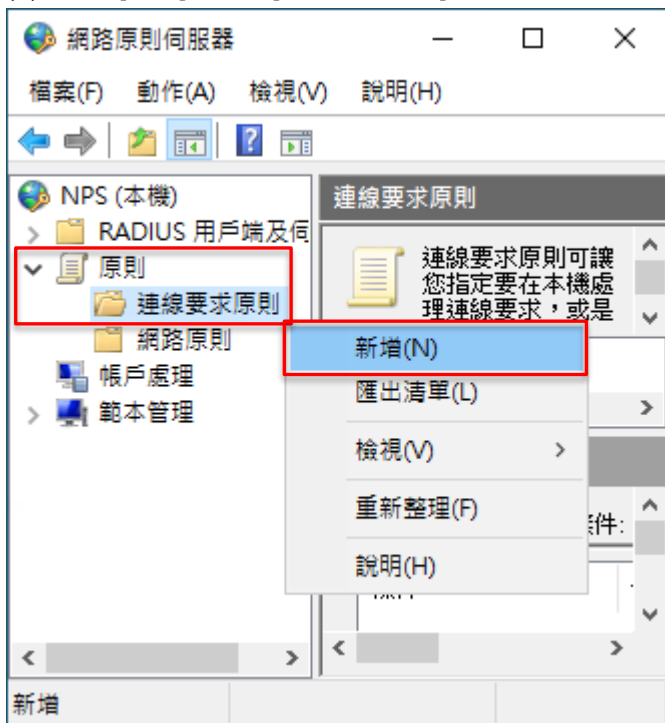 網路原則伺服器
檔案(F) 動作(A) 檢視(V) 說明(H)
NPS (本機)
RADIUS 用戶端及伺
原則
連線要求原則
網路原則
帳戶處理
範本管理
連線要求原則
連線要求原則可讓
您指定要在本機處
理連線要求，或是
新增(N)
匯出清單(L)
檢視(V)
重新整理(F)
說明(H)
件:
新增